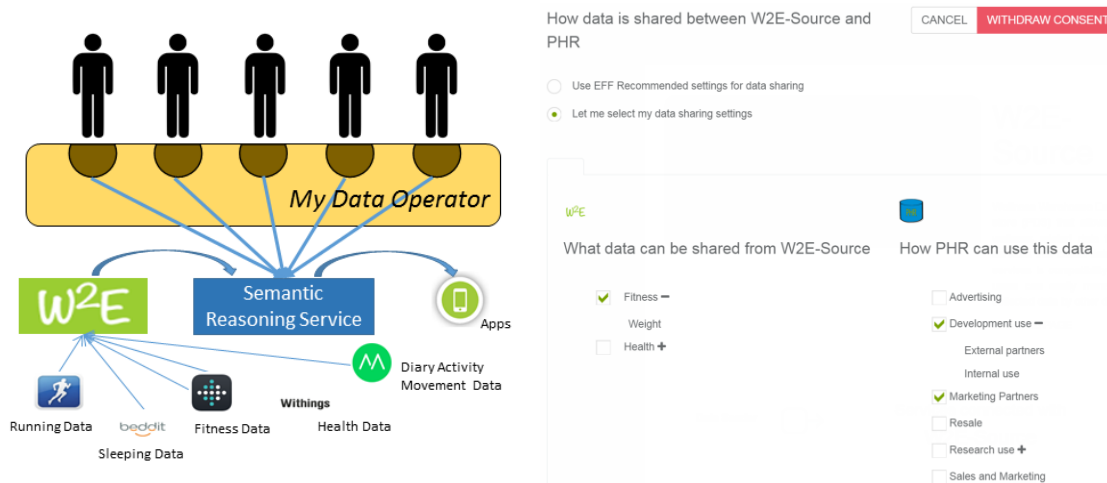 My Data Operator
W²E
Semantic
Reasoning Service
Apps
Diary Activity
Movement Data
Running Data
beddit
Sleeping Data
Fitness Data
Withings
Health Data
How data is shared between W2E-Source and
PHR
CANCEL
WITHDRAW CONSENT
Use EFF Recommended settings for data sharing
Let me select my data sharing settings
W²E
What data can be shared from W2E-Source
Fitness
Weight
Health
How PHR can use this data
Advertising
Development use
External partners
Internal use
Marketing Partners
Resale
Research use
Sales and Marketing